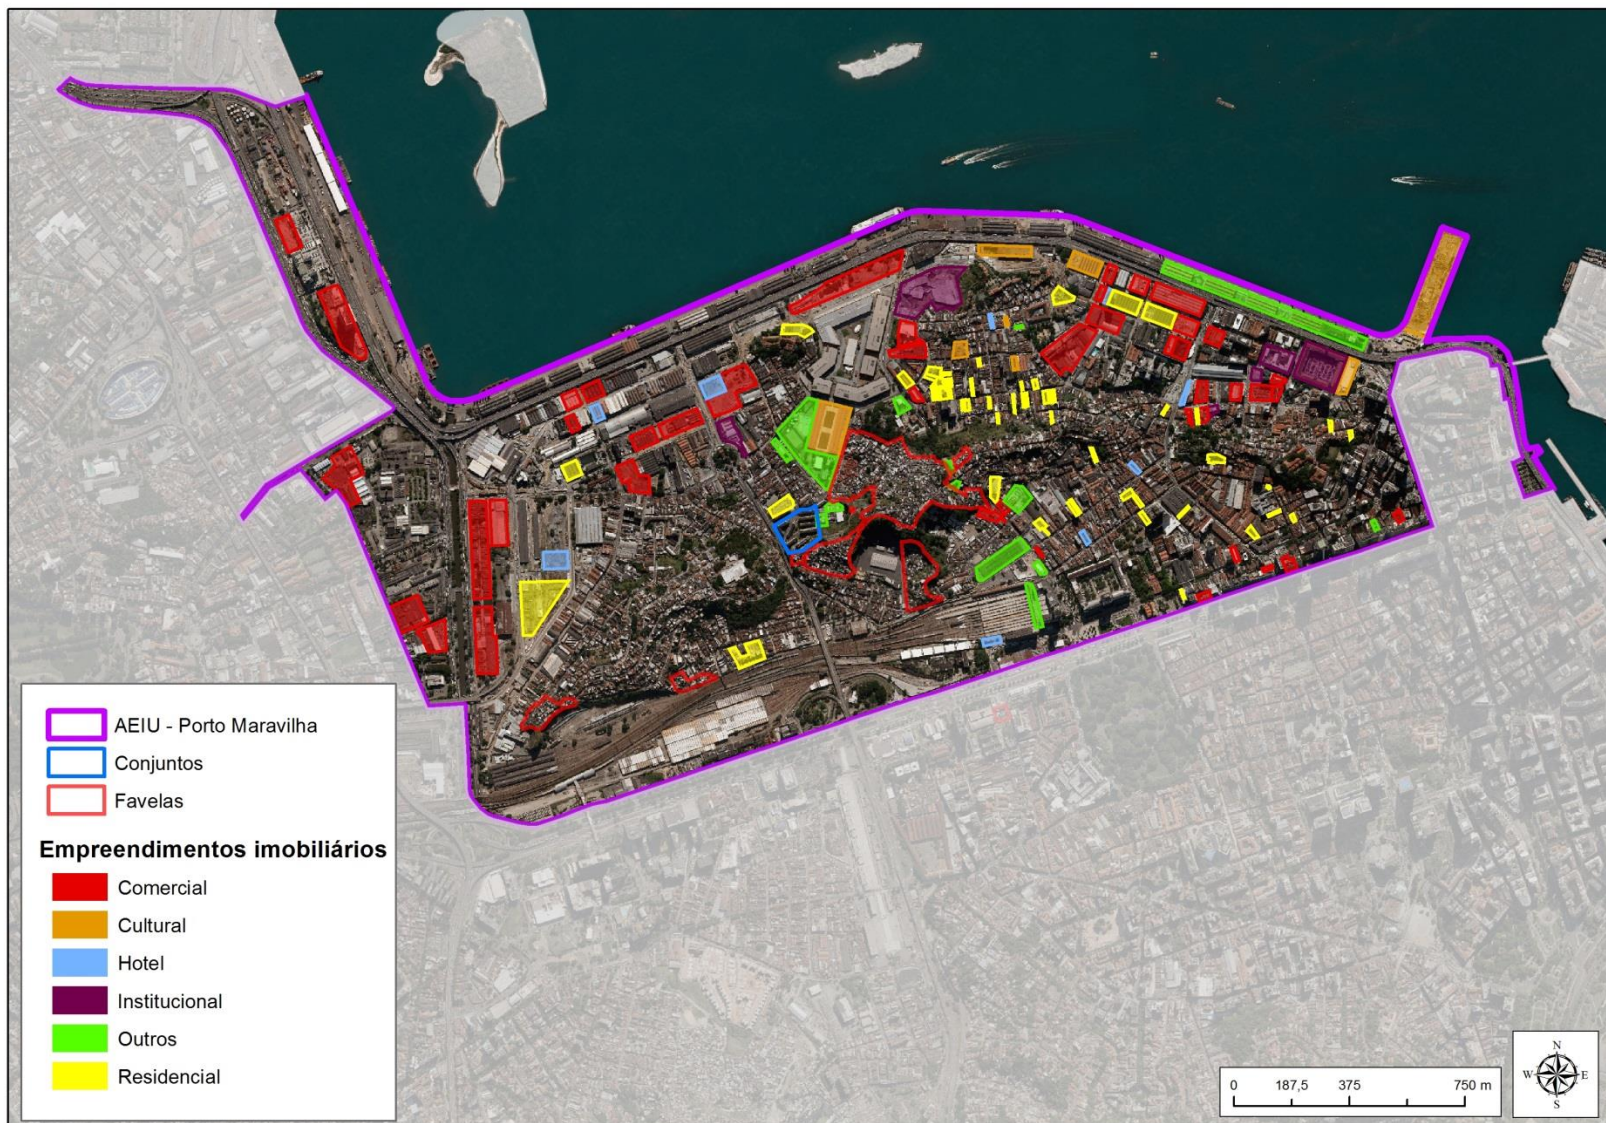 AEIU - Porto Maravilha
Conjuntos
Favelas
Empreendimentos imobiliários
Comercial
Cultural
Hotel
Institucional
Outros
Residencial
0 187,5 375 750 m
N
W E
S